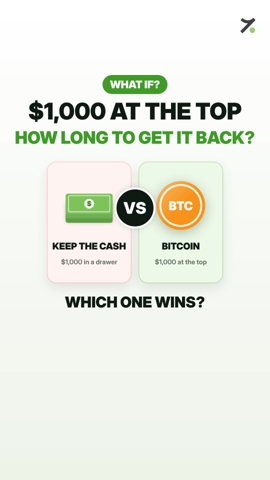 WHAT IF?
$1,000 AT THE TOP
HOW LONG TO GET IT BACK?
$
VS
BTC
KEEP THE CASH
$1,000 in a drawer
BITCOIN
$1,000 at the top
WHICH ONE WINS?